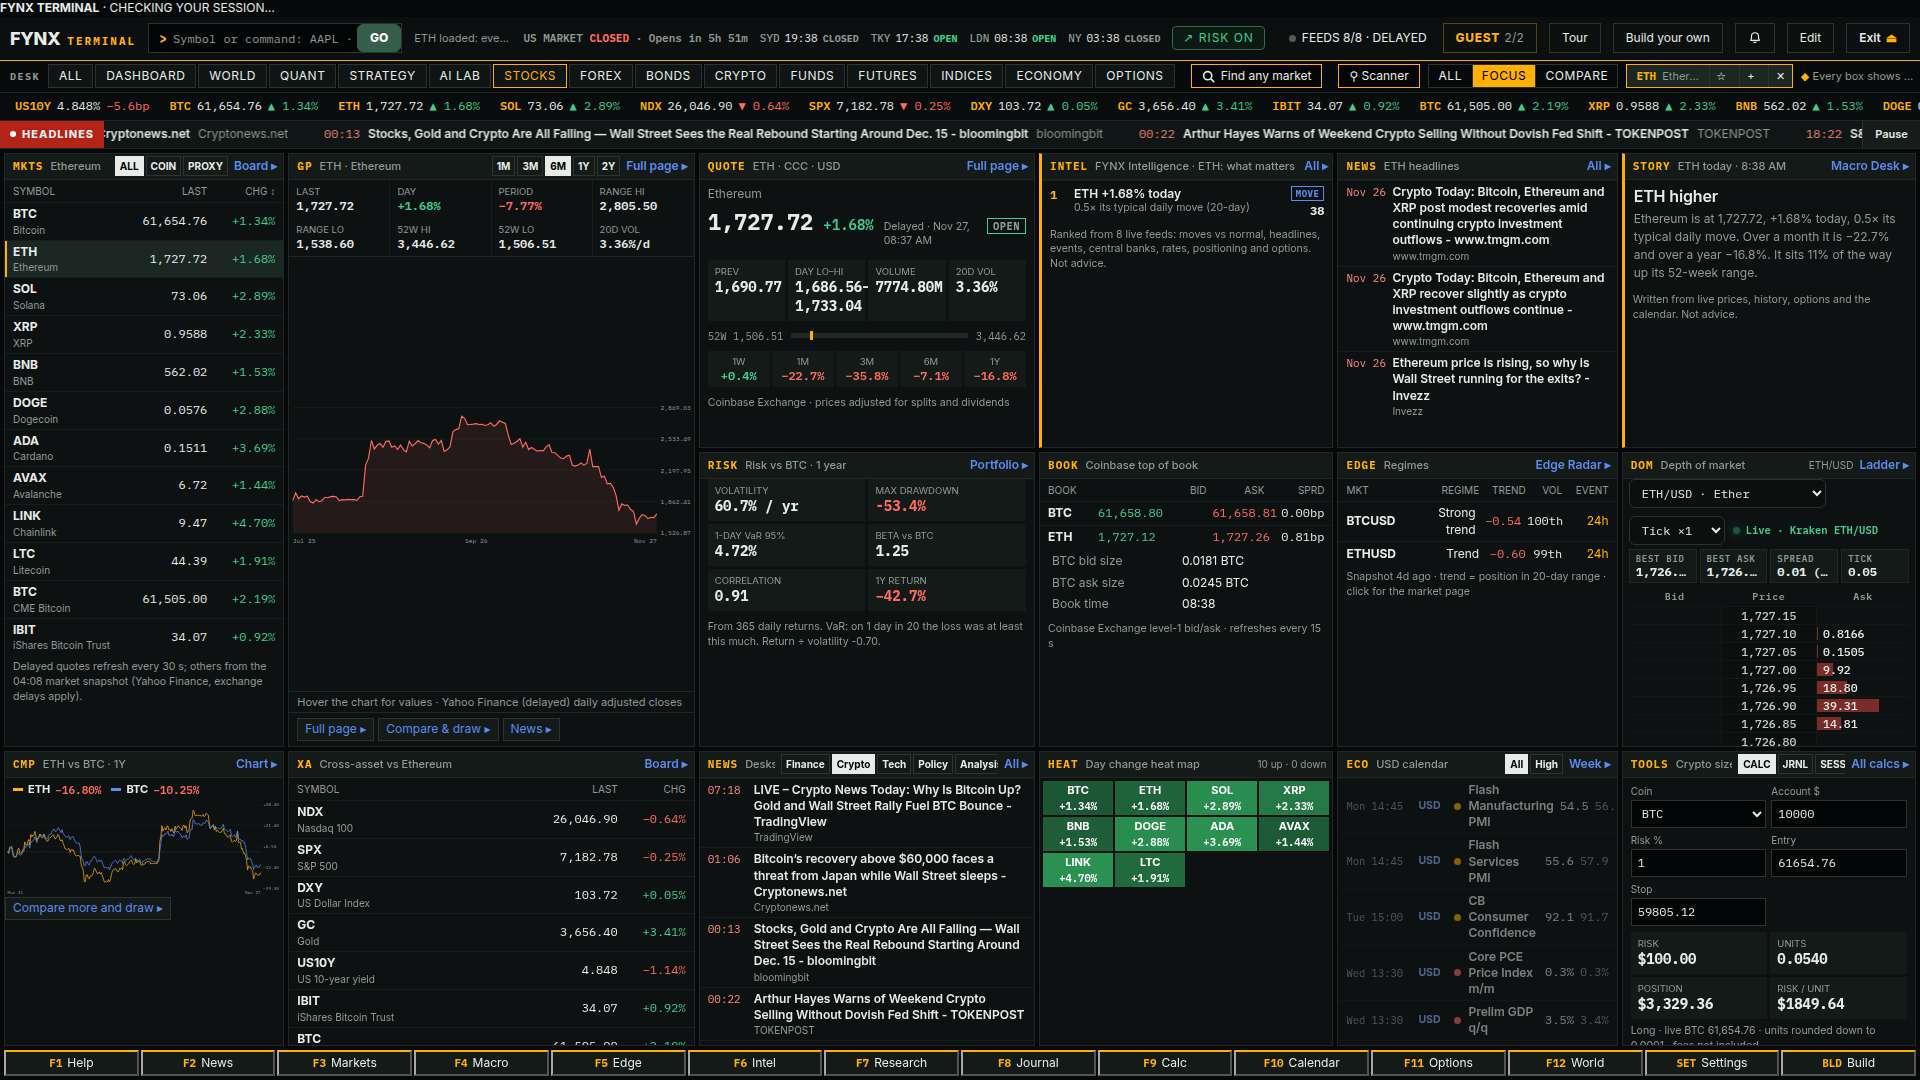 FYNX TERMINAL · CHECKING YOUR SESSION...
FYNX TERMINAL
> Symbol or command: AAPL ·
GO
ETH loaded: eve...
US MARKET CLOSED · Opens in 5h 51m
SYD 19:38 CLOSED
TKY 17:38 OPEN
LDN 08:38 OPEN
NY 03:38 CLOSED
↗ RISK ON
FEEDS 8/8 · DELAYED
GUEST 2/2
Tour
Build your own
Edit
Exit
DESK
ALL
DASHBOARD
WORLD
QUANT
STRATEGY
AI LAB
STOCKS
FOREX
BONDS
CRYPTO
FUNDS
FUTURES
INDICES
ECONOMY
OPTIONS
Find any market
Scanner
ALL
FOCUS
COMPARE
ETH Ether... ☆ + ×
◆ Every box shows ...
US10Y 4.848% −5.6bp
BTC 61,654.76 ▲ 1.34%
ETH 1,727.72 ▲ 1.68%
SOL 73.06 ▲ 2.89%
NDX 26,046.90 ▼ 0.64%
SPX 7,182.78 ▼ 0.25%
DXY 103.72 ▲ 0.05%
GC 3,656.40 ▲ 3.41%
IBIT 34.07 ▲ 0.92%
BTC 61,505.00 ▲ 2.19%
XRP 0.9588 ▲ 2.33%
BNB 562.02 ▲ 1.53%
DOGE
● HEADLINES
ryptonews.net Cryptonews.net
00:13 Stocks, Gold and Crypto Are All Falling — Wall Street Sees the Real Rebound Starting Around Dec. 15 - bloomingbit bloomingbit
00:22 Arthur Hayes Warns of Weekend Crypto Selling Without Dovish Fed Shift - TOKENPOST TOKENPOST
18:22
Pause
MKTS Ethereum
ALL COIN PROXY
Board ▸
SYMBOL LAST CHG ↕
BTC 61,654.76 +1.34%
Bitcoin
ETH 1,727.72 +1.68%
Ethereum
SOL 73.06 +2.89%
Solana
XRP 0.9588 +2.33%
XRP
BNB 562.02 +1.53%
BNB
DOGE 0.0576 +2.88%
Dogecoin
ADA 0.1511 +3.69%
Cardano
AVAX 6.72 +1.44%
Avalanche
LINK 9.47 +4.70%
Chainlink
LTC 44.39 +1.91%
Litecoin
BTC 61,505.00 +2.19%
CME Bitcoin
IBIT 34.07 +0.92%
iShares Bitcoin Trust
Delayed quotes refresh every 30 s; others from the
04:08 market snapshot (Yahoo Finance, exchange
delays apply).
GP ETH · Ethereum
1M 3M 6M 1Y 2Y
Full page ▸
LAST DAY PERIOD RANGE HI
1,727.72 +1.68% −7.77% 2,805.50
RANGE LO 52W HI 52W LO 20D VOL
1,538.60 3,446.62 1,506.51 3.36%/d
2,869.03
2,533.49
2,197.95
1,862.41
1,526.87
Jul 25 Sep 26 Nov 27
Hover the chart for values · Yahoo Finance (delayed) daily adjusted closes
Full page ▸
Compare & draw ▸
News ▸
QUOTE ETH · CCC · USD
Full page ▸
Ethereum
1,727.72 +1.68%
Delayed · Nov 27,
08:37 AM
OPEN
PREV DAY LO–HI VOLUME 20D VOL
1,690.77 1,686.56– 7774.80M 3.36%
1,733.04
52W 1,506.51 3,446.62
1W 1M 3M 6M 1Y
+0.4% −22.7% −35.8% −7.1% −16.8%
Coinbase Exchange · prices adjusted for splits and dividends
INTEL FYNX Intelligence · ETH: what matters
All ▸
1 ETH +1.68% today
MOVE
0.5× its typical daily move (20-day)
38
Ranked from 8 live feeds: moves vs normal, headlines,
events, central banks, rates, positioning and options.
Not advice.
NEWS ETH headlines
All ▸
Nov 26 Crypto Today: Bitcoin, Ethereum and
XRP post modest recoveries amid
continuing crypto investment
outflows - www.tmgm.com
www.tmgm.com
Nov 26 Crypto Today: Bitcoin, Ethereum and
XRP recover slightly as crypto
investment outflows continue -
www.tmgm.com
www.tmgm.com
Nov 26 Ethereum price is rising, so why is
Wall Street running for the exits? -
Invezz
Invezz
STORY ETH today · 8:38 AM
Macro Desk ▸
ETH higher
Ethereum is at 1,727.72, +1.68% today, 0.5× its
typical daily move. Over a month it is −22.7%
and over a year −16.8%. It sits 11% of the way
up its 52-week range.
Written from live prices, history, options and the
calendar. Not advice.
RISK Risk vs BTC · 1 year
Portfolio ▸
VOLATILITY MAX DRAWDOWN
60.7% / yr −53.4%
1-DAY VaR 95% BETA vs BTC
4.72% 1.25
CORRELATION 1Y RETURN
0.91 −42.7%
From 365 daily returns. VaR: on 1 day in 20 the loss was at least
this much. Return ÷ volatility -0.70.
BOOK Coinbase top of book
BOOK BID ASK SPRD
BTC 61,658.80 61,658.81 0.00bp
ETH 1,727.12 1,727.26 0.81bp
BTC bid size 0.0181 BTC
BTC ask size 0.0245 BTC
Book time 08:38
Coinbase Exchange level-1 bid/ask · refreshes every 15
s
EDGE Regimes
Edge Radar ▸
MKT REGIME TREND VOL EVENT
BTCUSD Strong trend −0.54 100th 24h
ETHUSD Trend −0.60 99th 24h
Snapshot 4d ago · trend = position in 20-day range ·
click for the market page
DOM Depth of market
ETH/USD Ladder ▸
ETH/USD · Ether
Tick ×1
● Live · Kraken ETH/USD
BEST BID BEST ASK SPREAD TICK
1,726.… 1,726.… 0.01 (… 0.05
Bid Price Ask
1,727.15
1,727.10 0.8166
1,727.05 0.1505
1,727.00 9.92
1,726.95 18.80
1,726.90 39.31
1,726.85 14.81
1,726.80
CMP ETH vs BTC · 1Y
Chart ▸
ETH −16.80% BTC −10.25%
Compare more and draw ▸
XA Cross-asset vs Ethereum
Board ▸
SYMBOL LAST CHG
NDX 26,046.90 −0.64%
Nasdaq 100
SPX 7,182.78 −0.25%
S&P 500
DXY 103.72 +0.05%
US Dollar Index
GC 3,656.40 +3.41%
Gold
US10Y 4.848 −1.14%
US 10-year yield
IBIT 34.07 +0.92%
iShares Bitcoin Trust
BTC 61,505.00 +2.19%
NEWS Desks
Finance Crypto Tech Policy Analysi
All ▸
07:18 LIVE – Crypto News Today: Why Is Bitcoin Up?
Gold and Wall Street Rally Fuel BTC Bounce -
TradingView
TradingView
01:06 Bitcoin's recovery above $60,000 faces a
threat from Japan while Wall Street sleeps -
Cryptonews.net
Cryptonews.net
00:13 Stocks, Gold and Crypto Are All Falling — Wall
Street Sees the Real Rebound Starting Around
Dec. 15 - bloomingbit
bloomingbit
00:22 Arthur Hayes Warns of Weekend Crypto
Selling Without Dovish Fed Shift - TOKENPOST
TOKENPOST
HEAT Day change heat map
10 up · 0 down
BTC ETH SOL XRP
+1.34% +1.68% +2.89% +2.33%
BNB DOGE ADA AVAX
+1.53% +2.88% +3.69% +1.44%
LINK LTC
+4.70% +1.91%
ECO USD calendar
All High
Week ▸
Mon 14:45 USD Flash Manufacturing PMI 54.5 56.
Mon 14:45 USD Flash Services PMI 55.6 57.9
Tue 15:00 USD CB Consumer Confidence 92.1 91.7
Wed 13:30 USD Core PCE Price Index m/m 0.3% 0.3%
Wed 13:30 USD Prelim GDP q/q 3.5% 3.4%
TOOLS Crypto size
CALC JRNL SESS
All calcs ▸
Coin Account $
BTC 10000
Risk % Entry
1 61654.76
Stop
59805.12
RISK UNITS
$100.00 0.0540
POSITION RISK / UNIT
$3,329.36 $1849.64
Long · live BTC 61,654.76 · units rounded down to
0.0001 · fees not included
F1 Help
F2 News
F3 Markets
F4 Macro
F5 Edge
F6 Intel
F7 Research
F8 Journal
F9 Calc
F10 Calendar
F11 Options
F12 World
SET Settings
BLD Build